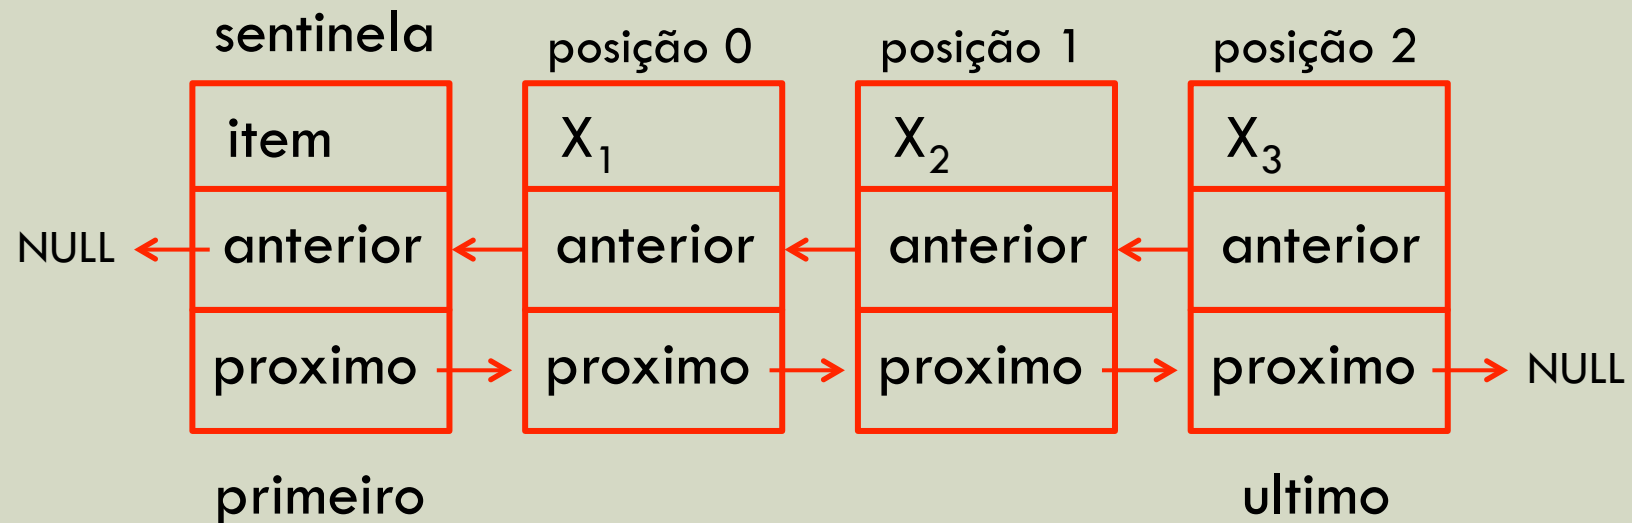 sentinela posição 0 posição 1 posição 2
item X₁ X₂ X₃
NULL anterior anterior anterior anterior
proximo proximo proximo proximo NULL
primeiro ultimo